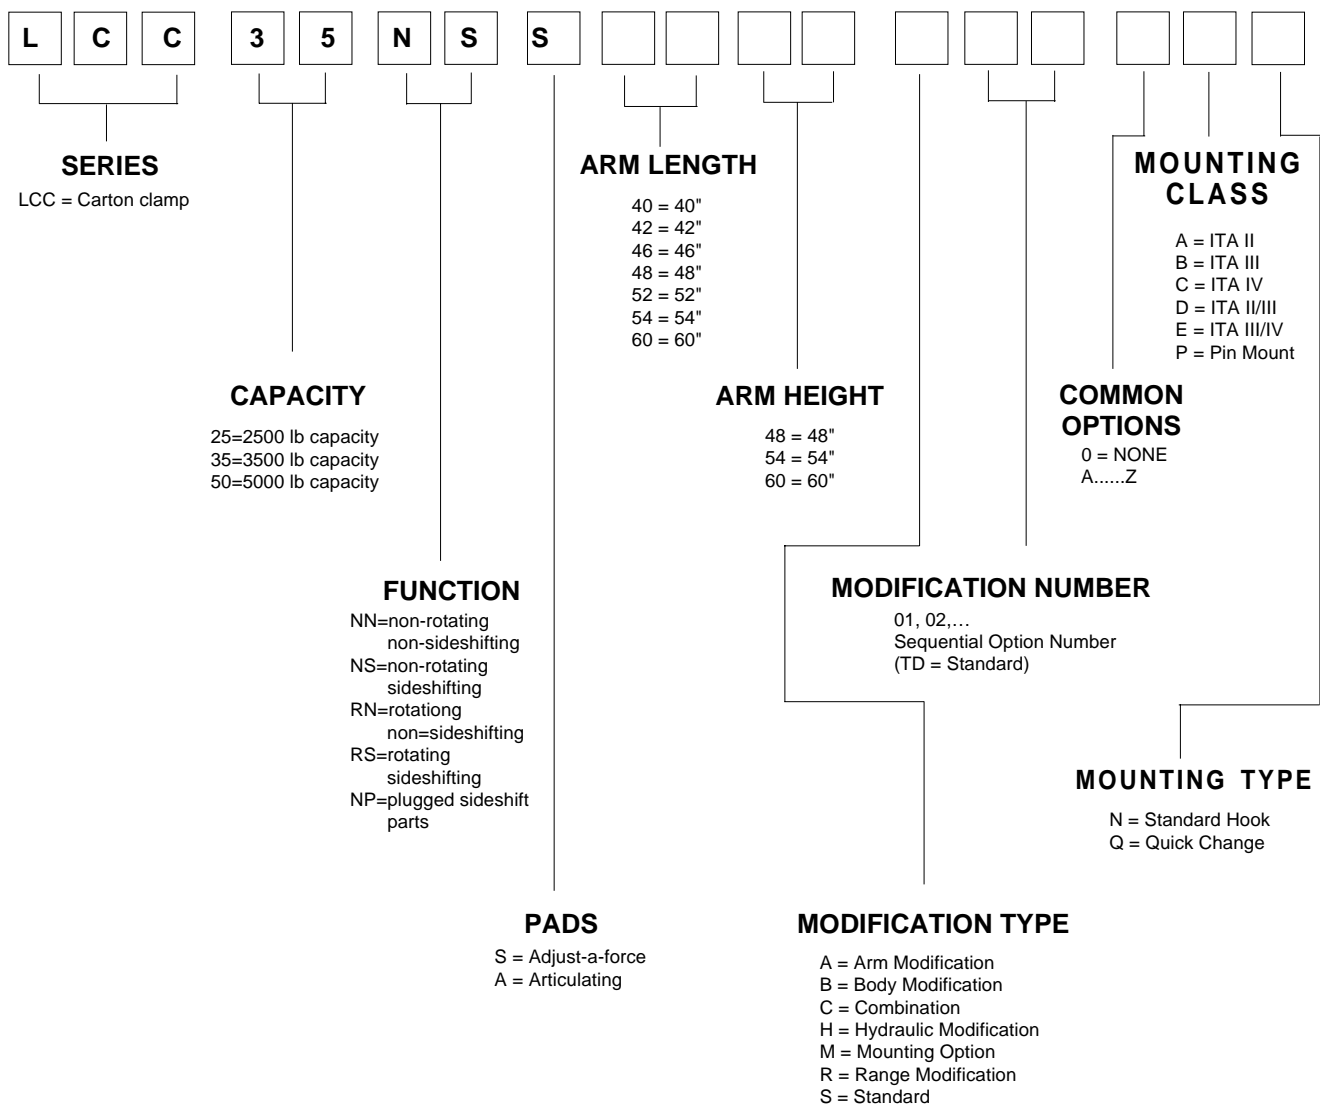 L C C 3 5 N S S
SERIES
LCC = Carton clamp
ARM LENGTH
40 = 40"
42 = 42"
46 = 46"
48 = 48"
52 = 52"
54 = 54"
60 = 60"
MOUNTING
CLASS
A = ITA II
B = ITA III
C = ITA IV
D = ITA II/III
E = ITA III/IV
P = Pin Mount
CAPACITY
25=2500 lb capacity
35=3500 lb capacity
50=5000 lb capacity
ARM HEIGHT
48 = 48"
54 = 54"
60 = 60"
COMMON
OPTIONS
0 = NONE
A......Z
FUNCTION
NN=non-rotating
non-sideshifting
NS=non-rotating
sideshifting
RN=rotationg
non=sideshifting
RS=rotating
sideshifting
NP=plugged sideshift
parts
MODIFICATION NUMBER
01, 02,…
Sequential Option Number
(TD = Standard)
MOUNTING TYPE
N = Standard Hook
Q = Quick Change
PADS
S = Adjust-a-force
A = Articulating
MODIFICATION TYPE
A = Arm Modification
B = Body Modification
C = Combination
H = Hydraulic Modification
M = Mounting Option
R = Range Modification
S = Standard